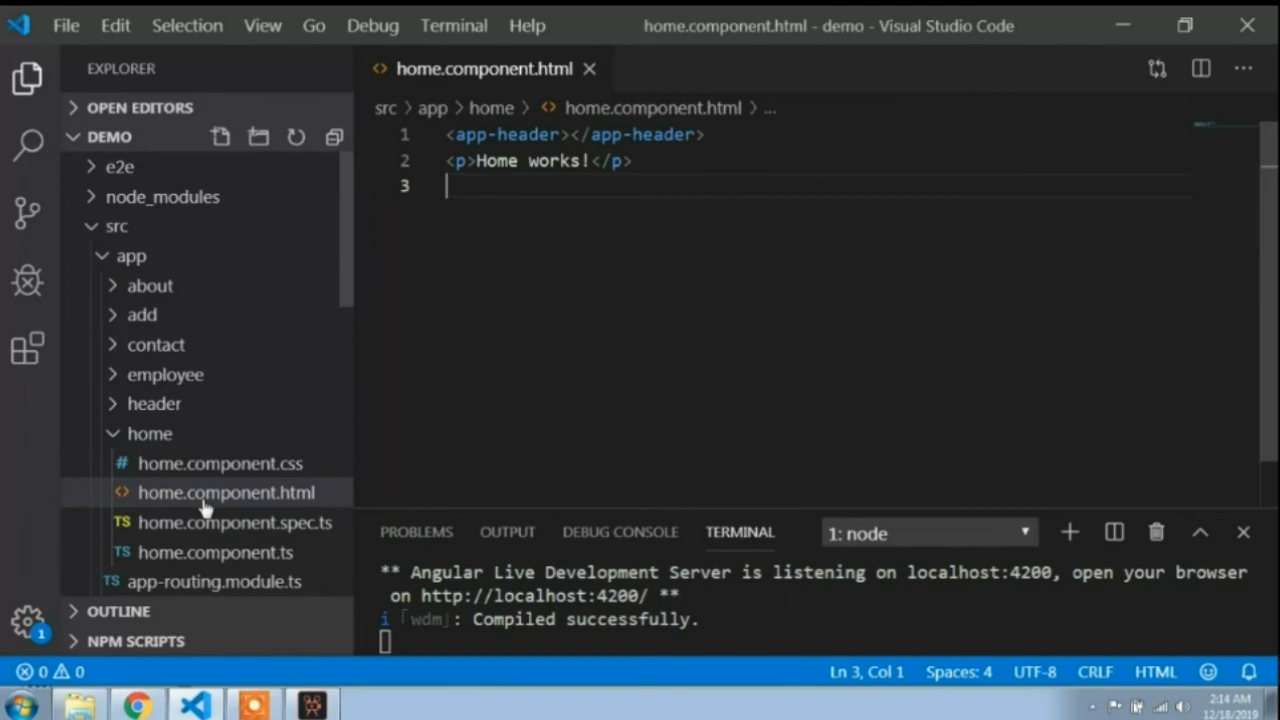 File Edit Selection View Go Debug Terminal Help home.component.html - demo - Visual Studio Code
EXPLORER
OPEN EDITORS
DEMO
e2e
node_modules
src
app
about
add
contact
employee
header
home
# home.component.css
<> home.component.html
TS home.component.spec.ts
TS home.component.ts
TS app-routing.module.ts
OUTLINE
NPM SCRIPTS
1
<> home.component.html
src > app > home > <> home.component.html > ...
1 <app-header></app-header>
2 <p>Home works!</p>
3
PROBLEMS OUTPUT DEBUG CONSOLE TERMINAL 1: node
** Angular Live Development Server is listening on localhost:4200, open your browser
on http://localhost:4200/ **
i ｢wdm｣: Compiled successfully.
0 0 Ln 3, Col 1 Spaces: 4 UTF-8 CRLF HTML
2:14 AM
12/18/2019